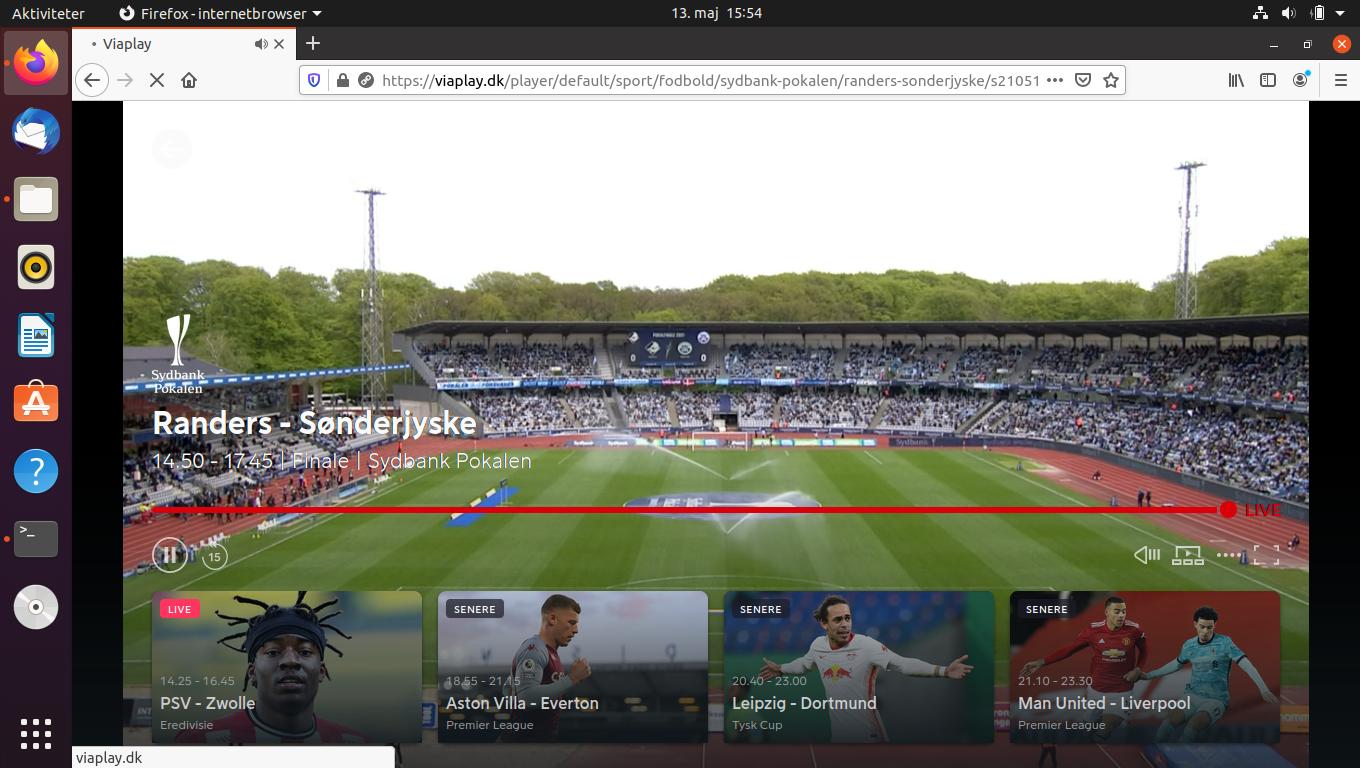 Aktiviteter
Firefox - internetbrowser
13. maj 15:54
Viaplay
https://viaplay.dk/player/default/sport/fodbold/sydbank-pokalen/randers-sonderjyske/s21051
Sydbank
Pokalen
Randers - Sønderjyske
14.50 - 17.45 | Finale | Sydbank Pokalen
LIVE
15
LIVE
14.25 - 16.45
PSV - Zwolle
Eredivisie
SENERE
18.55 - 21.15
Aston Villa - Everton
Premier League
SENERE
20.40 - 23.00
Leipzig - Dortmund
Tysk Cup
SENERE
21.10 - 23.30
Man United - Liverpool
Premier League
viaplay.dk